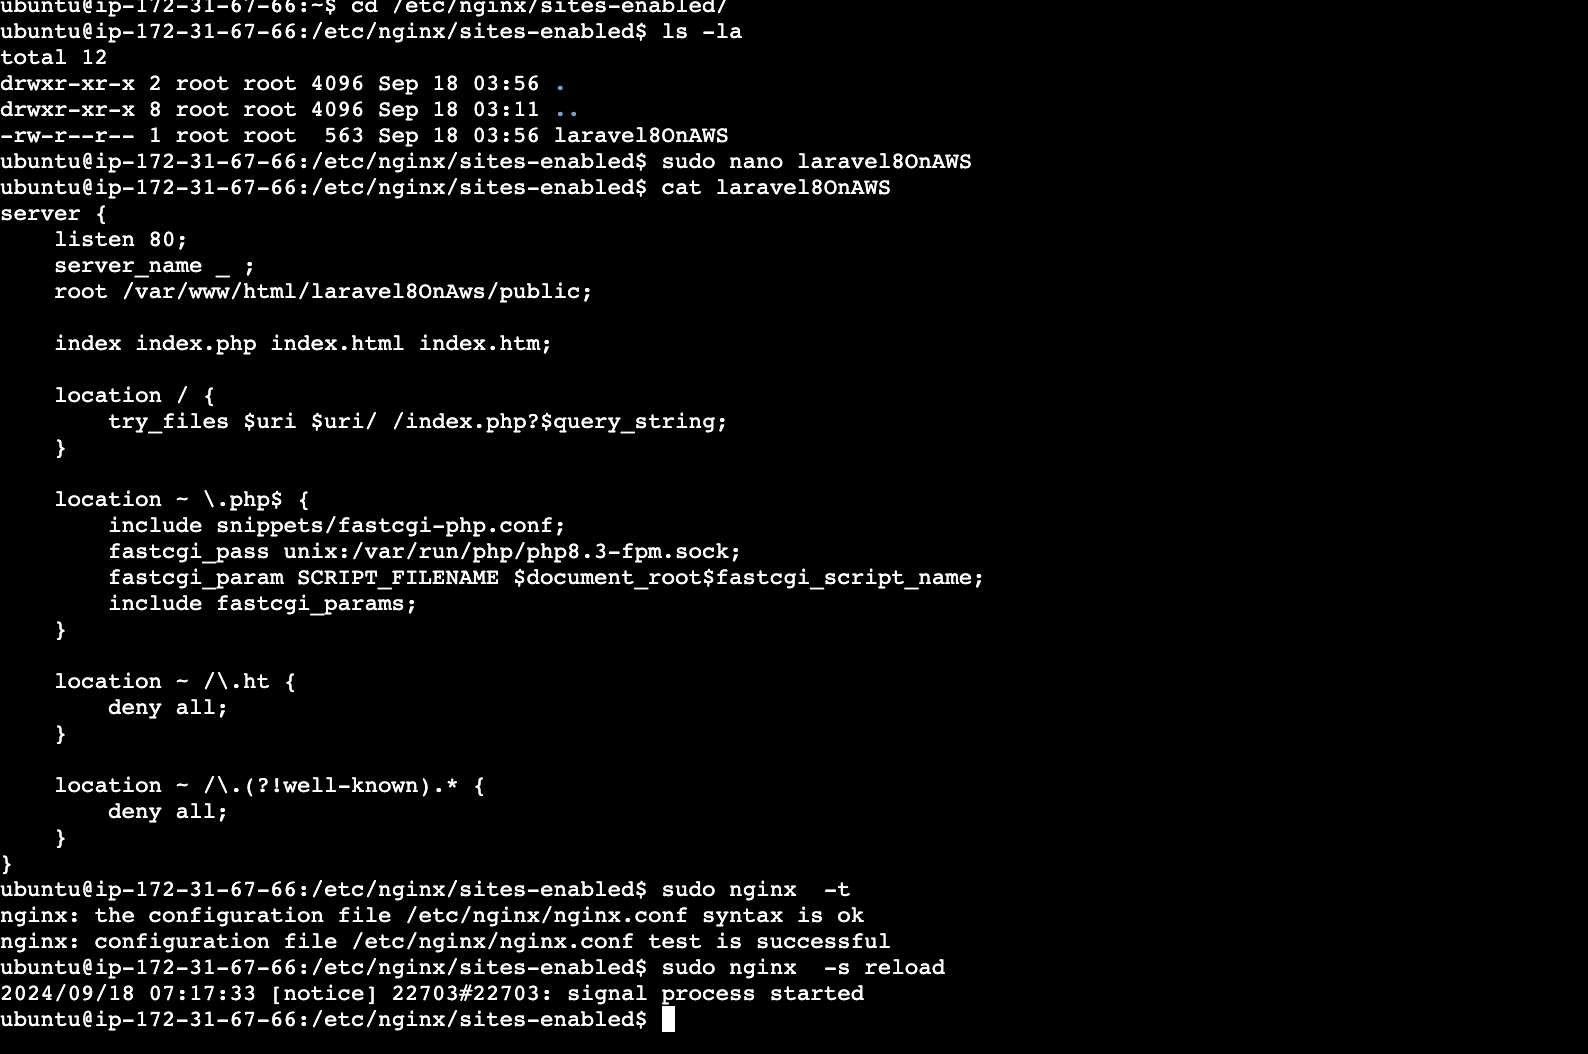 ubuntu@ip-172-31-67-66:~$ cd /etc/nginx/sites-enabled/
ubuntu@ip-172-31-67-66:/etc/nginx/sites-enabled$ ls -la
total 12
drwxr-xr-x 2 root root 4096 Sep 18 03:56 .
drwxr-xr-x 8 root root 4096 Sep 18 03:11 ..
-rw-r--r-- 1 root root  563 Sep 18 03:56 laravel8OnAWS
ubuntu@ip-172-31-67-66:/etc/nginx/sites-enabled$ sudo nano laravel8OnAWS
ubuntu@ip-172-31-67-66:/etc/nginx/sites-enabled$ cat laravel8OnAWS
server {
    listen 80;
    server_name _ ;
    root /var/www/html/laravel8OnAws/public;

    index index.php index.html index.htm;

    location / {
        try_files $uri $uri/ /index.php?$query_string;
    }

    location ~ \.php$ {
        include snippets/fastcgi-php.conf;
        fastcgi_pass unix:/var/run/php/php8.3-fpm.sock;
        fastcgi_param SCRIPT_FILENAME $document_root$fastcgi_script_name;
        include fastcgi_params;
    }

    location ~ /\.ht {
        deny all;
    }

    location ~ /\.(?!well-known).* {
        deny all;
    }
}
ubuntu@ip-172-31-67-66:/etc/nginx/sites-enabled$ sudo nginx  -t
nginx: the configuration file /etc/nginx/nginx.conf syntax is ok
nginx: configuration file /etc/nginx/nginx.conf test is successful
ubuntu@ip-172-31-67-66:/etc/nginx/sites-enabled$ sudo nginx  -s reload
2024/09/18 07:17:33 [notice] 22703#22703: signal process started
ubuntu@ip-172-31-67-66:/etc/nginx/sites-enabled$